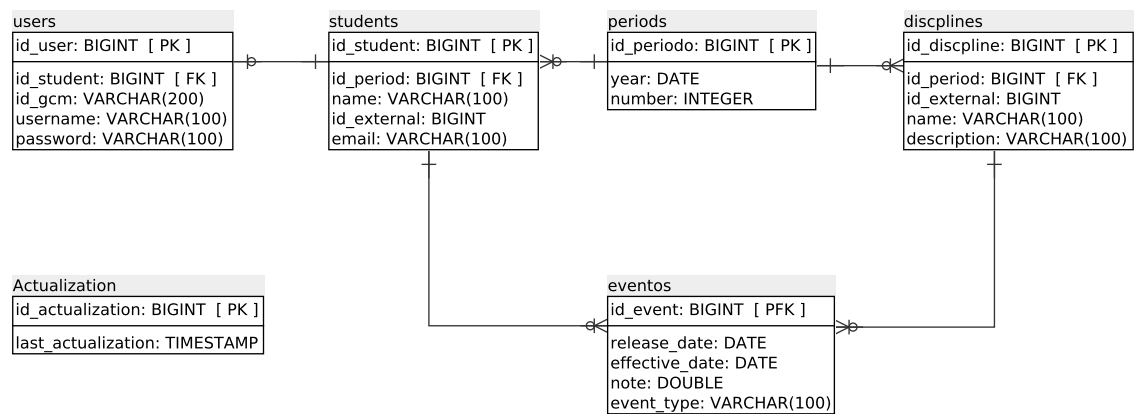 users
id_user: BIGINT [ PK ]
id_student: BIGINT [ FK ]
id_gcm: VARCHAR(200)
username: VARCHAR(100)
password: VARCHAR(100)
students
id_student: BIGINT [ PK ]
id_period: BIGINT [ FK ]
name: VARCHAR(100)
id_external: BIGINT
email: VARCHAR(100)
periods
id_periodo: BIGINT [ PK ]
year: DATE
number: INTEGER
discplines
id_discpline: BIGINT [ PK ]
id_period: BIGINT [ FK ]
id_external: BIGINT
name: VARCHAR(100)
description: VARCHAR(100)
Actualization
id_actualization: BIGINT [ PK ]
last_actualization: TIMESTAMP
eventos
id_event: BIGINT [ PFK ]
release_date: DATE
effective_date: DATE
note: DOUBLE
event_type: VARCHAR(100)